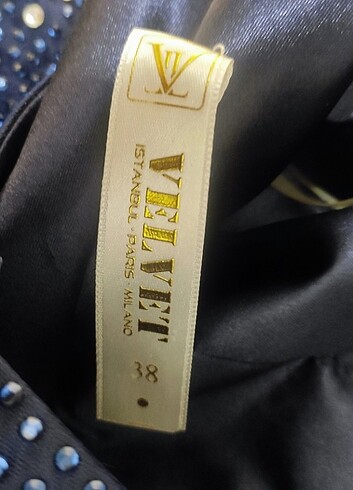 VELVET
ISTANBUL · PARIS · MILANO
38